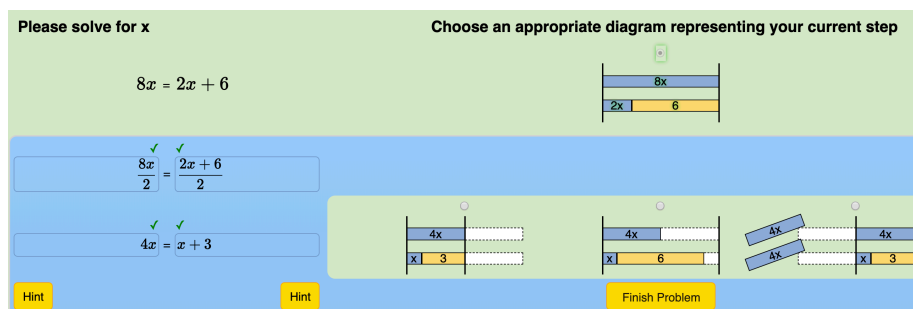 Please solve for x
Choose an appropriate diagram representing your current step
8x = 2x + 6
8x
2x 6
8x/2 = 2x + 6/2
4x = x + 3
4x
x 3
4x
x 6
4x
4x
4x
x 3
Hint
Hint
Finish Problem